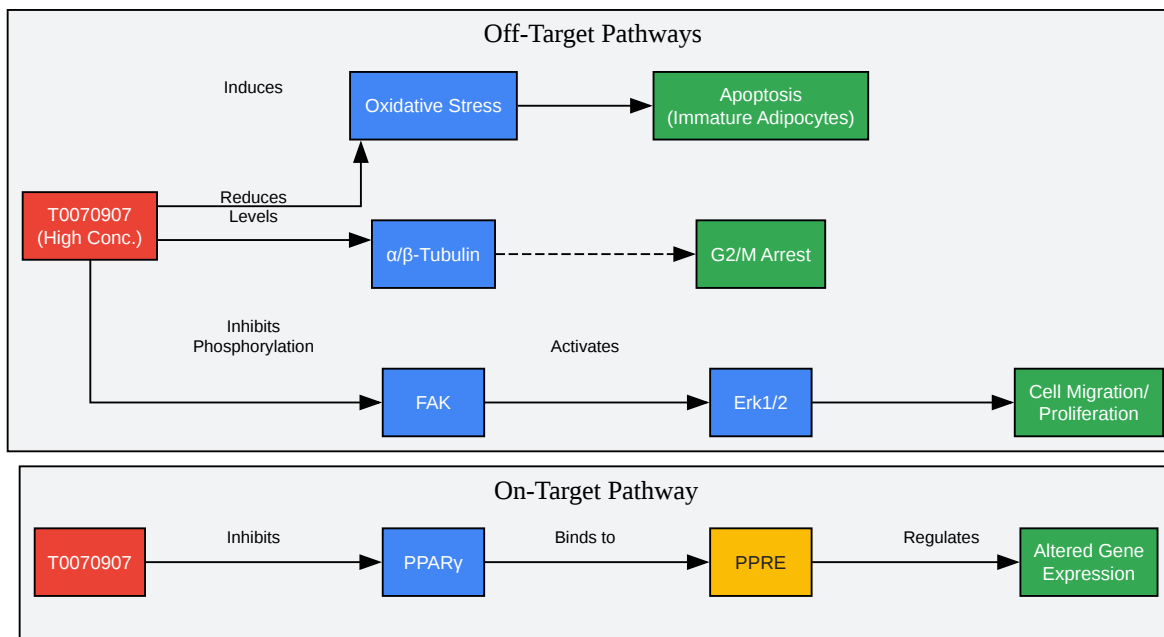 Off-Target Pathways
Induces
Oxidative Stress
Apoptosis
(Immature Adipocytes)
T0070907
(High Conc.)
Reduces
Levels
α/β-Tubulin
G2/M Arrest
Inhibits
Phosphorylation
Activates
FAK
Erk1/2
Cell Migration/
Proliferation
On-Target Pathway
T0070907
Inhibits
PPARγ
Binds to
PPRE
Regulates
Altered Gene
Expression